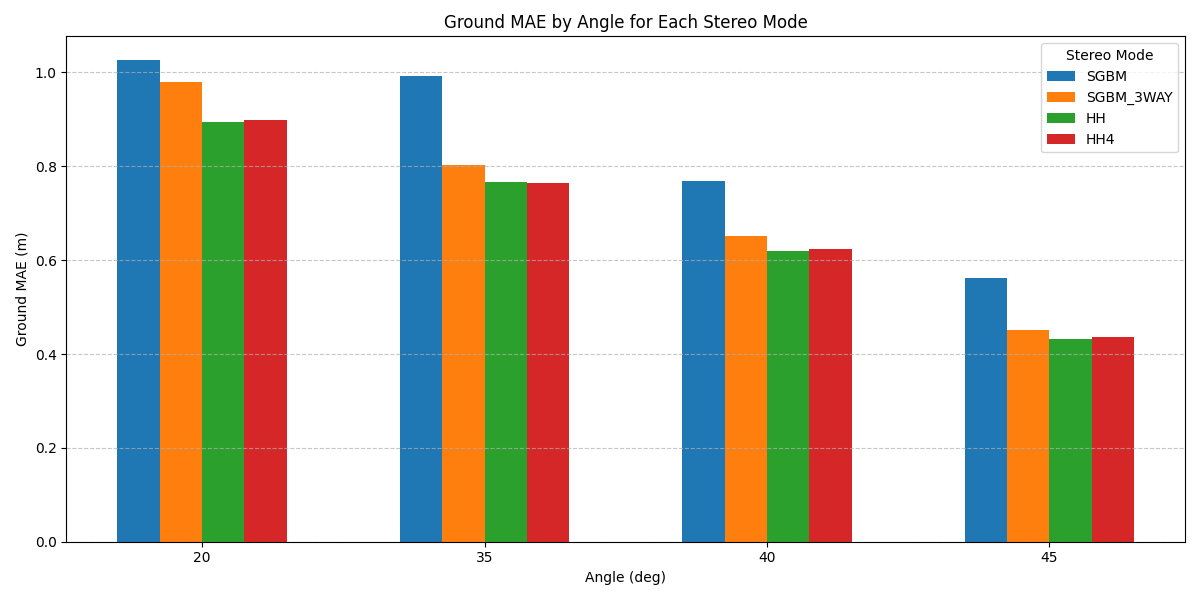 Ground MAE by Angle for Each Stereo Mode
Stereo Mode
SGBM
SGBM_3WAY
HH
HH4
Ground MAE (m)
1.0
0.8
0.6
0.4
0.2
0.0
20 35 40 45
Angle (deg)